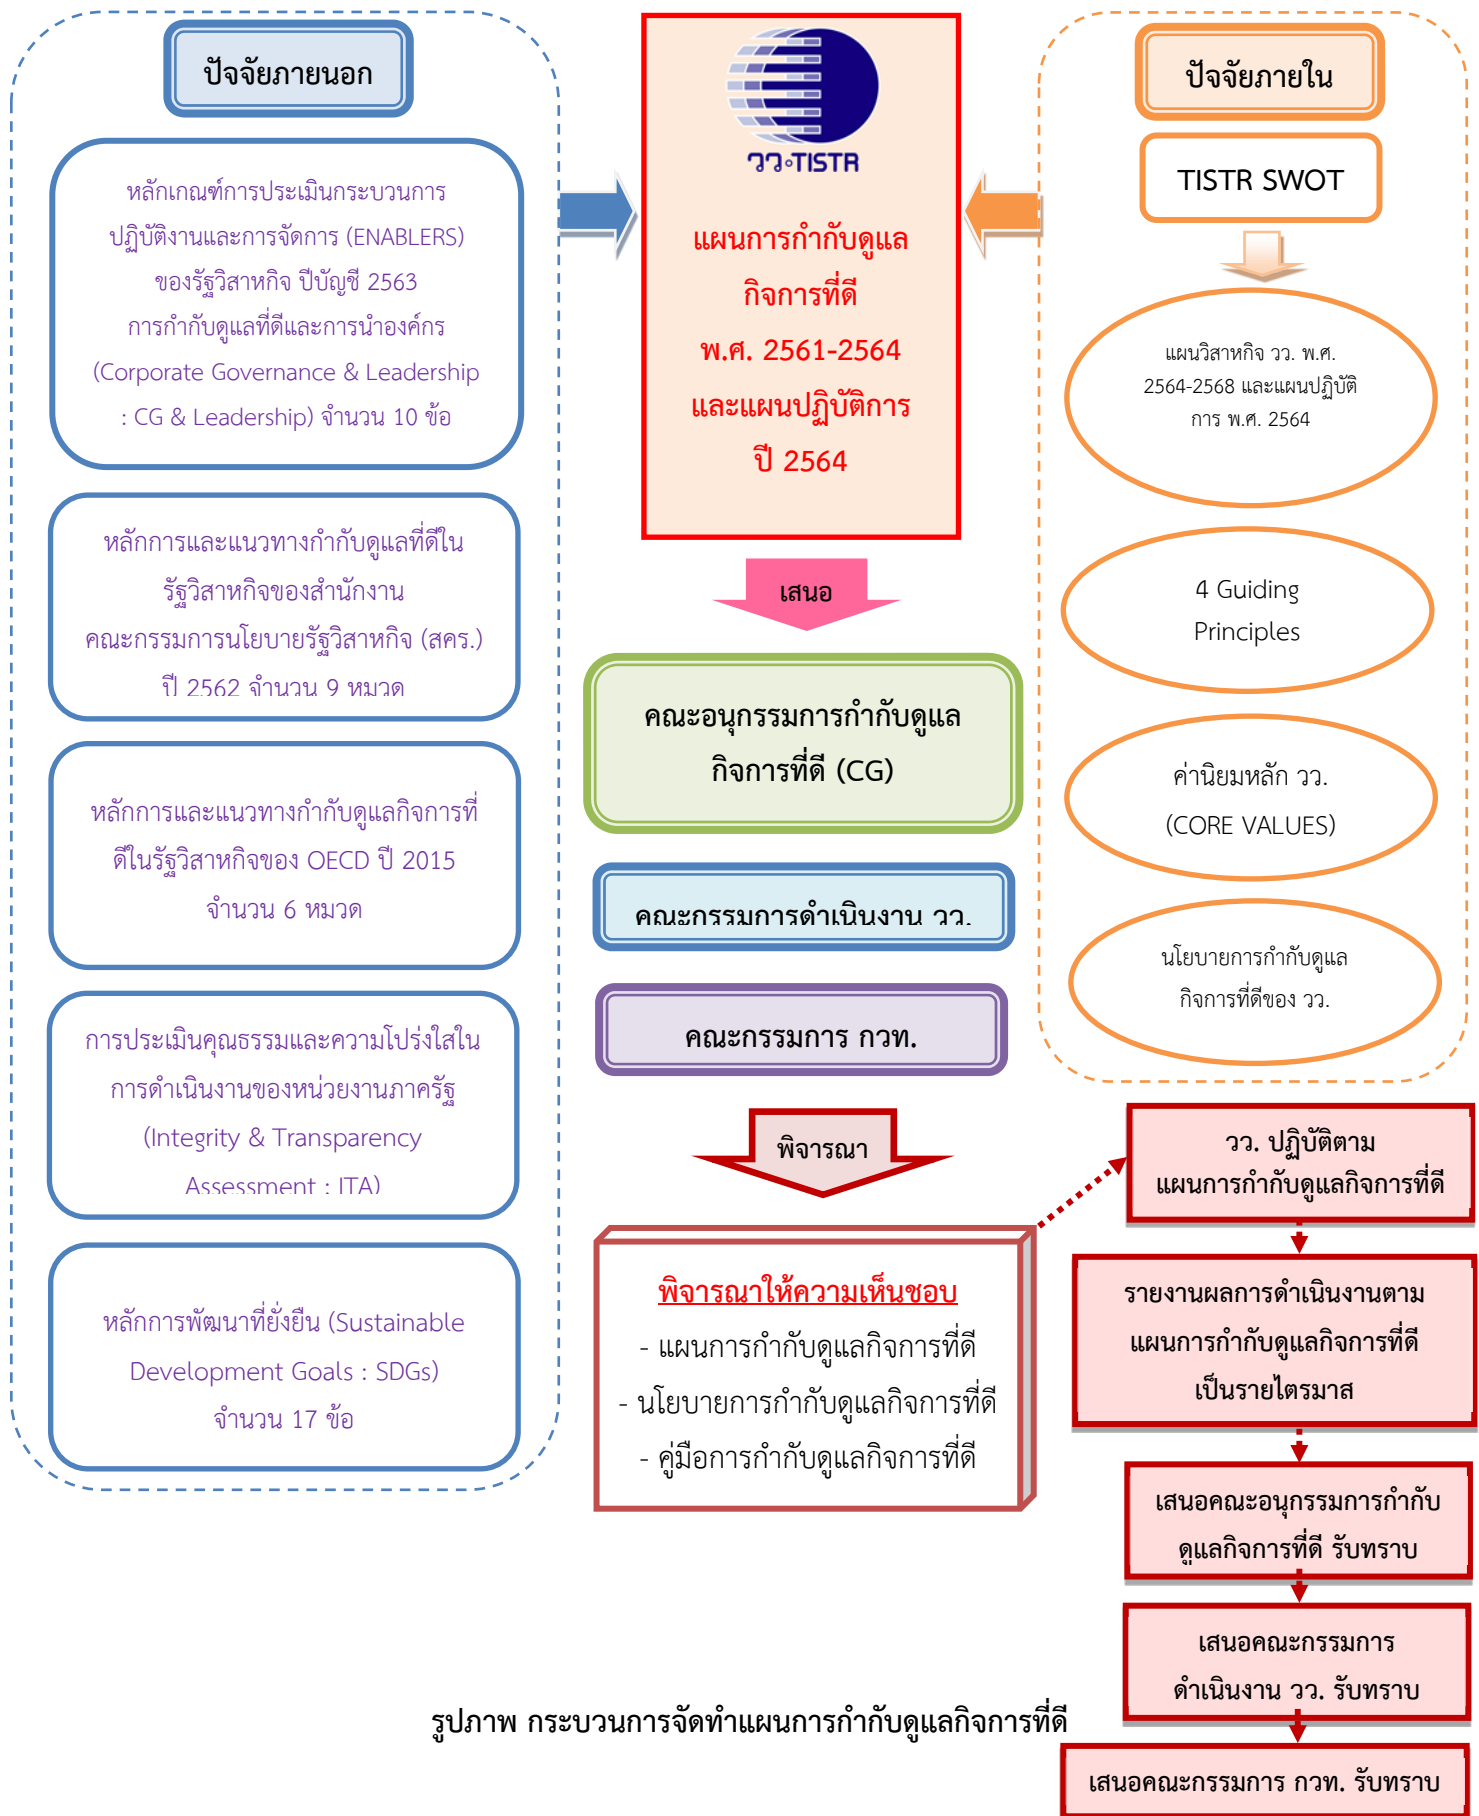 ปัจจัยภายนอก
หลักเกณฑ์การประเมินกระบวนการ
ปฏิบัติงานและการจัดการ (ENABLERS)
ของรัฐวิสาหกิจ ปีบัญชี 2563
การกำกับดูแลที่ดีและการนำองค์กร
(Corporate Governance & Leadership
: CG & Leadership) จำนวน 10 ข้อ
หลักการและแนวทางกำกับดูแลที่ดีใน
รัฐวิสาหกิจของสำนักงาน
คณะกรรมการนโยบายรัฐวิสาหกิจ (สคร.)
ปี 2562 จำนวน 9 หมวด
หลักการและแนวทางกำกับดูแลกิจการที่
ดีในรัฐวิสาหกิจของ OECD ปี 2015
จำนวน 6 หมวด
การประเมินคุณธรรมและความโปร่งใสใน
การดำเนินงานของหน่วยงานภาครัฐ
(Integrity & Transparency
Assessment : ITA)
หลักการพัฒนาที่ยั่งยืน (Sustainable
Development Goals : SDGs)
จำนวน 17 ข้อ
วว.TISTR
แผนการกำกับดูแล
กิจการที่ดี
พ.ศ. 2561-2564
และแผนปฏิบัติการ
ปี 2564
เสนอ
คณะอนุกรรมการกำกับดูแล
กิจการที่ดี (CG)
คณะกรรมการดำเนินงาน วว.
คณะกรรมการ กวท.
พิจารณา
พิจารณาให้ความเห็นชอบ
- แผนการกำกับดูแลกิจการที่ดี
- นโยบายการกำกับดูแลกิจการที่ดี
- คู่มือการกำกับดูแลกิจการที่ดี
ปัจจัยภายใน
TISTR SWOT
แผนวิสาหกิจ วว. พ.ศ.
2564-2568 และแผนปฏิบัติ
การ พ.ศ. 2564
4 Guiding
Principles
ค่านิยมหลัก วว.
(CORE VALUES)
นโยบายการกำกับดูแล
กิจการที่ดีของ วว.
วว. ปฏิบัติตาม
แผนการกำกับดูแลกิจการที่ดี
รายงานผลการดำเนินงานตาม
แผนการกำกับดูแลกิจการที่ดี
เป็นรายไตรมาส
เสนอคณะอนุกรรมการกำกับ
ดูแลกิจการที่ดี รับทราบ
เสนอคณะกรรมการ
ดำเนินงาน วว. รับทราบ
เสนอคณะกรรมการ กวท. รับทราบ
รูปภาพ กระบวนการจัดทำแผนการกำกับดูแลกิจการที่ดี